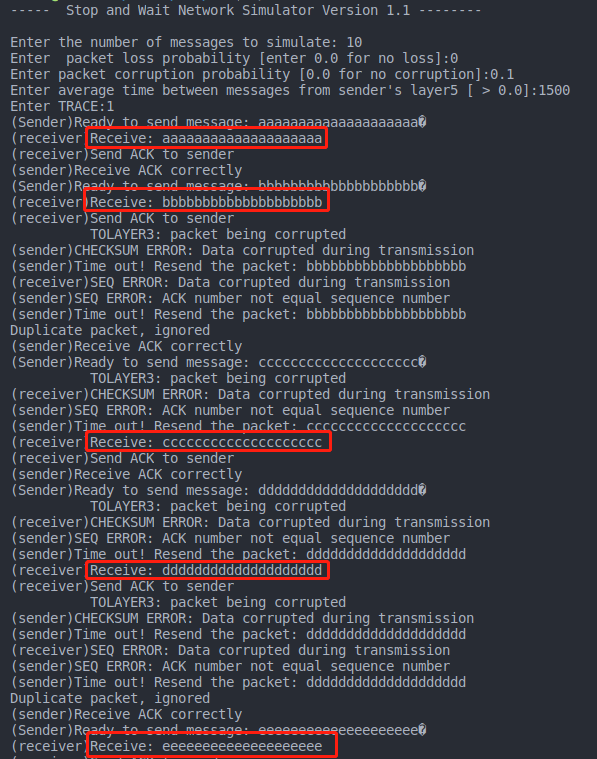 -----  Stop and Wait Network Simulator Version 1.1 --------
Enter the number of messages to simulate: 10
Enter  packet loss probability [enter 0.0 for no loss]:0
Enter packet corruption probability [0.0 for no corruption]:0.1
Enter average time between messages from sender's layer5 [ > 0.0]:1500
Enter TRACE:1
(Sender)Ready to send message: aaaaaaaaaaaaaaaaaaaa�
(receiver)Receive: aaaaaaaaaaaaaaaaaaaa
(receiver)Send ACK to sender
(sender)Receive ACK correctly
(Sender)Ready to send message: bbbbbbbbbbbbbbbbbbbb�
(receiver)Receive: bbbbbbbbbbbbbbbbbbbb
(receiver)Send ACK to sender
          TOLAYER3: packet being corrupted
(sender)CHECKSUM ERROR: Data corrupted during transmission
(sender)Time out! Resend the packet: bbbbbbbbbbbbbbbbbbbb
(receiver)SEQ ERROR: Data corrupted during transmission
(sender)SEQ ERROR: ACK number not equal sequence number
(sender)Time out! Resend the packet: bbbbbbbbbbbbbbbbbbbb
Duplicate packet, ignored
(sender)Receive ACK correctly
(Sender)Ready to send message: cccccccccccccccccccc�
          TOLAYER3: packet being corrupted
(receiver)CHECKSUM ERROR: Data corrupted during transmission
(sender)SEQ ERROR: ACK number not equal sequence number
(sender)Time out! Resend the packet: cccccccccccccccccccc
(receiver)Receive: cccccccccccccccccccc
(receiver)Send ACK to sender
(sender)Receive ACK correctly
(Sender)Ready to send message: dddddddddddddddddddd�
          TOLAYER3: packet being corrupted
(receiver)CHECKSUM ERROR: Data corrupted during transmission
(sender)SEQ ERROR: ACK number not equal sequence number
(sender)Time out! Resend the packet: dddddddddddddddddddd
(receiver)Receive: dddddddddddddddddddd
(receiver)Send ACK to sender
          TOLAYER3: packet being corrupted
(sender)CHECKSUM ERROR: Data corrupted during transmission
(sender)Time out! Resend the packet: dddddddddddddddddddd
(receiver)SEQ ERROR: Data corrupted during transmission
(sender)SEQ ERROR: ACK number not equal sequence number
(sender)Time out! Resend the packet: dddddddddddddddddddd
Duplicate packet, ignored
(sender)Receive ACK correctly
(Sender)Ready to send message: eeeeeeeeeeeeeeeeeeee�
(receiver)Receive: eeeeeeeeeeeeeeeeeeee